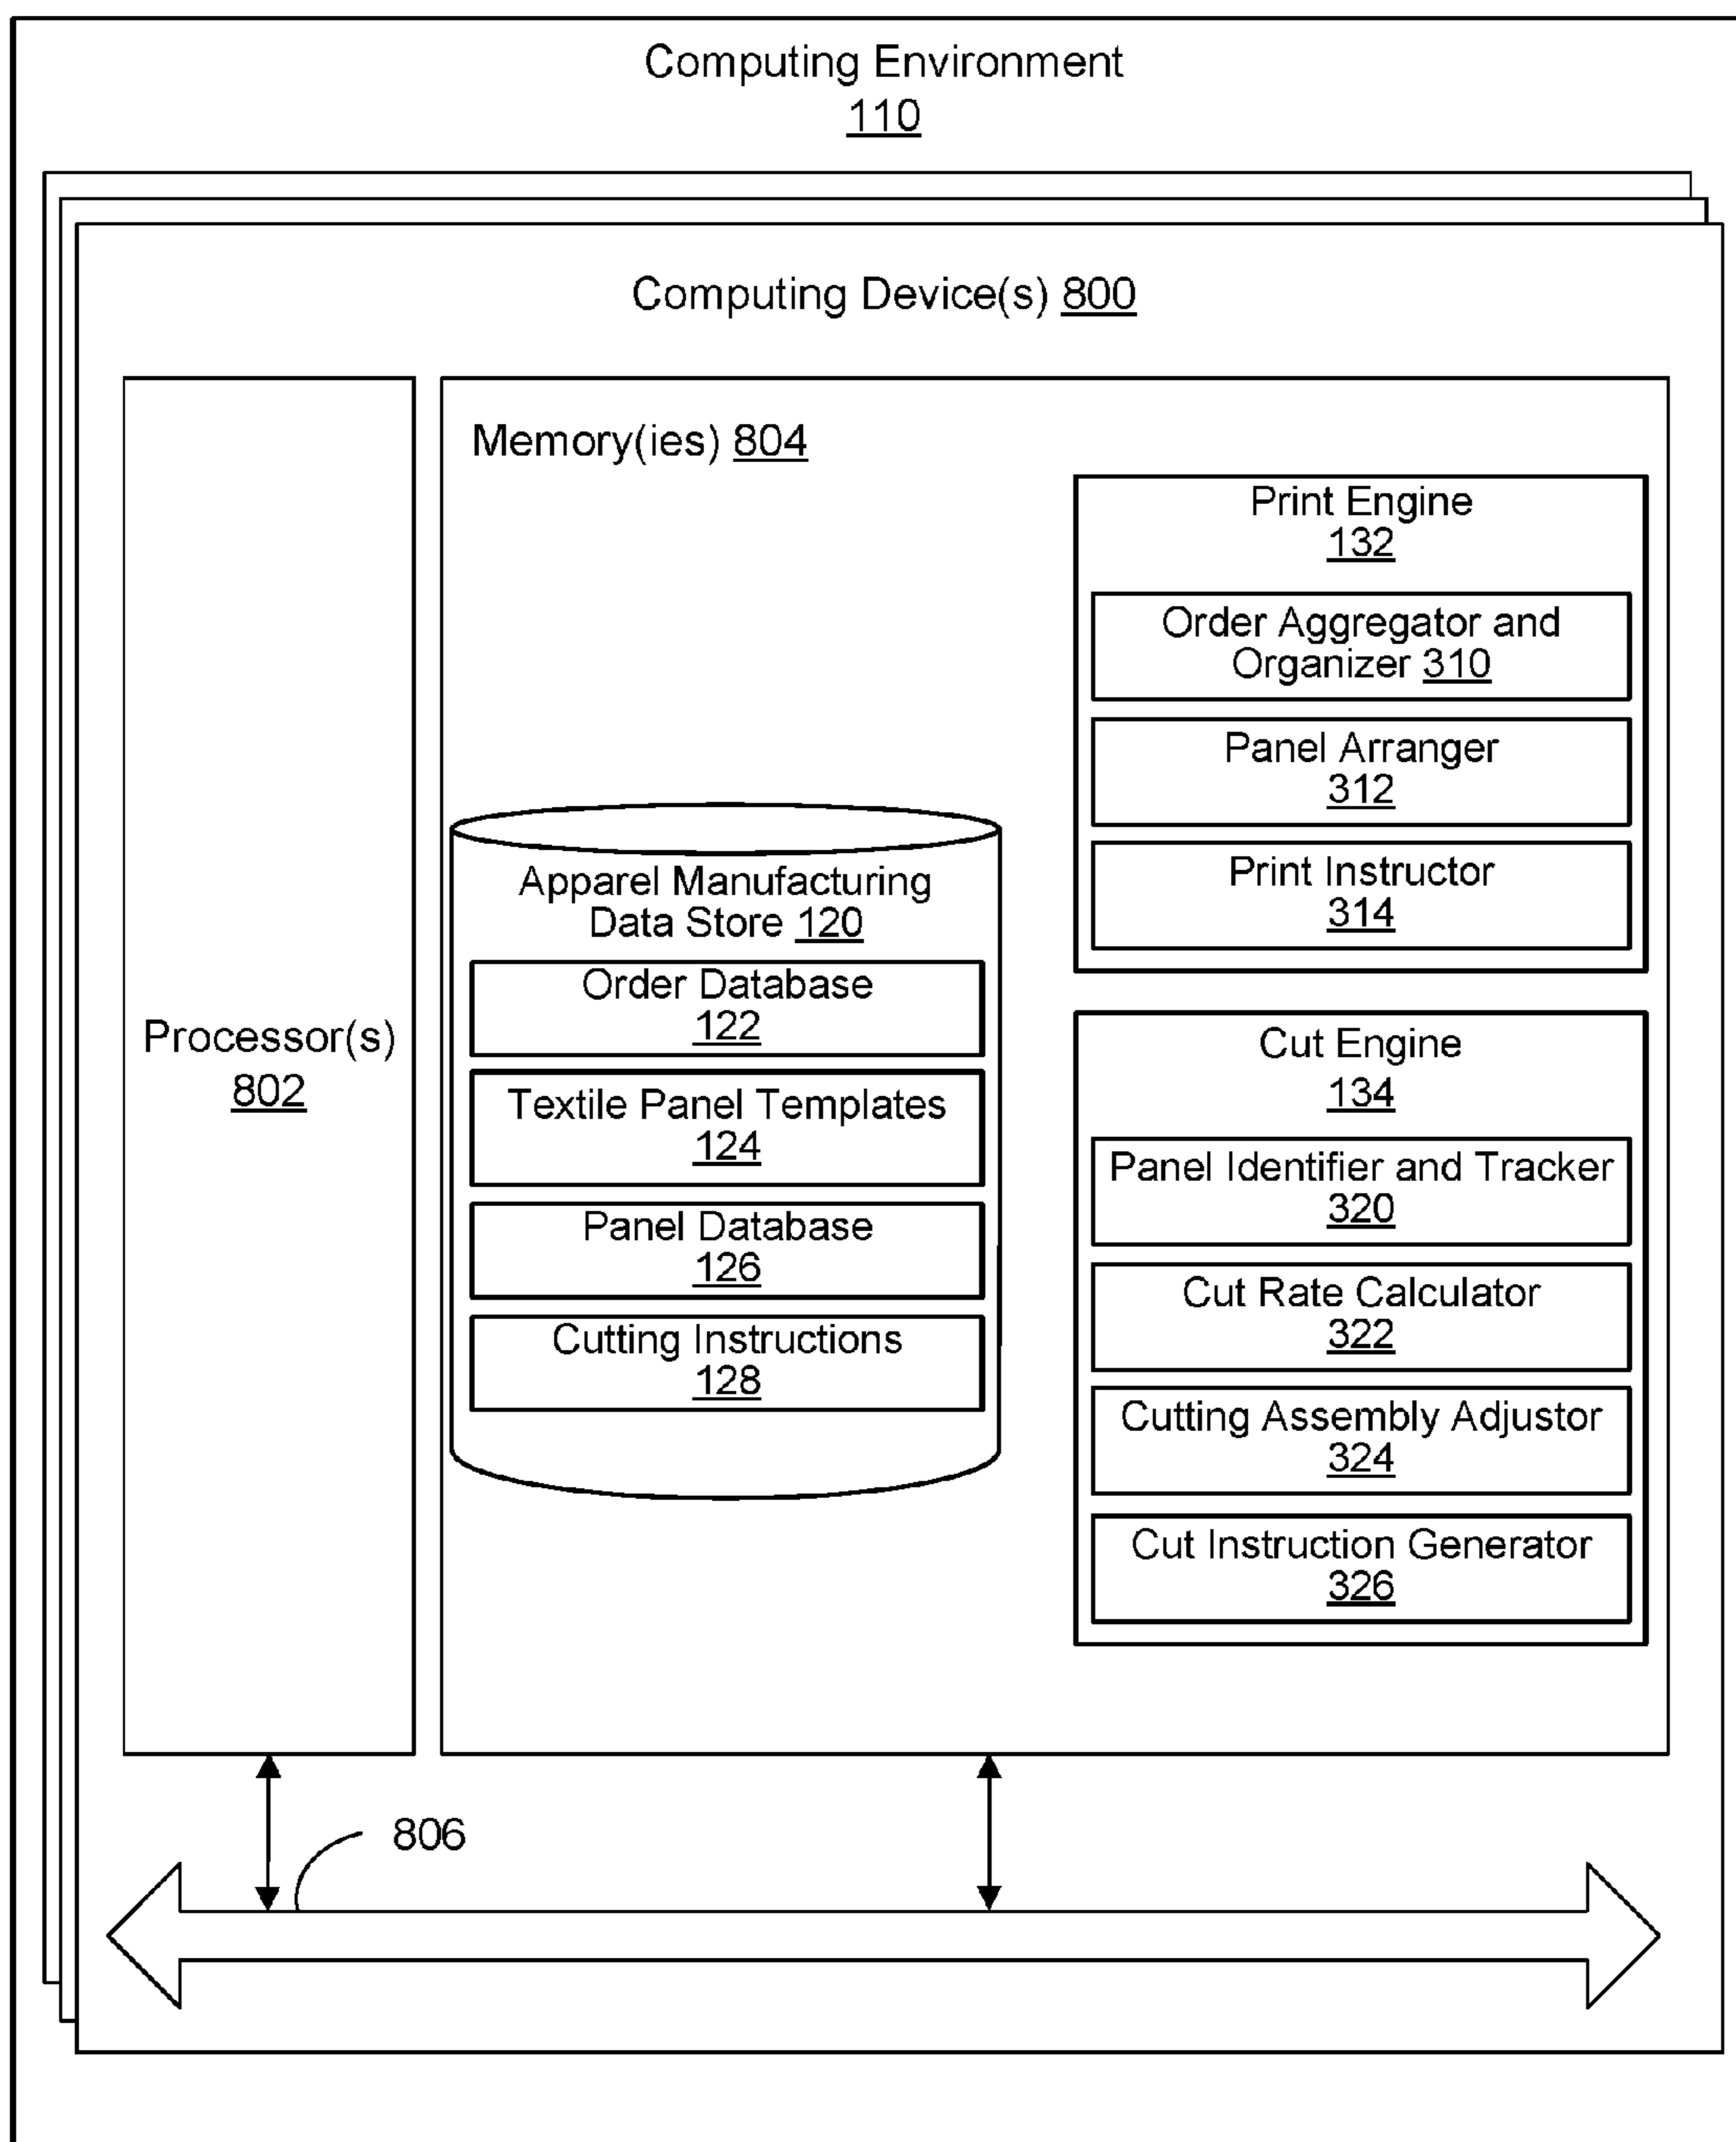 Computing Environment
110
Computing Device(s) 800
Processor(s)
802
Memory(ies) 804
Apparel Manufacturing
Data Store 120
Order Database
122
Textile Panel Templates
124
Panel Database
126
Cutting Instructions
128
Print Engine
132
Order Aggregator and
Organizer 310
Panel Arranger
312
Print Instructor
314
Cut Engine
134
Panel Identifier and Tracker
320
Cut Rate Calculator
322
Cutting Assembly Adjustor
324
Cut Instruction Generator
326
806